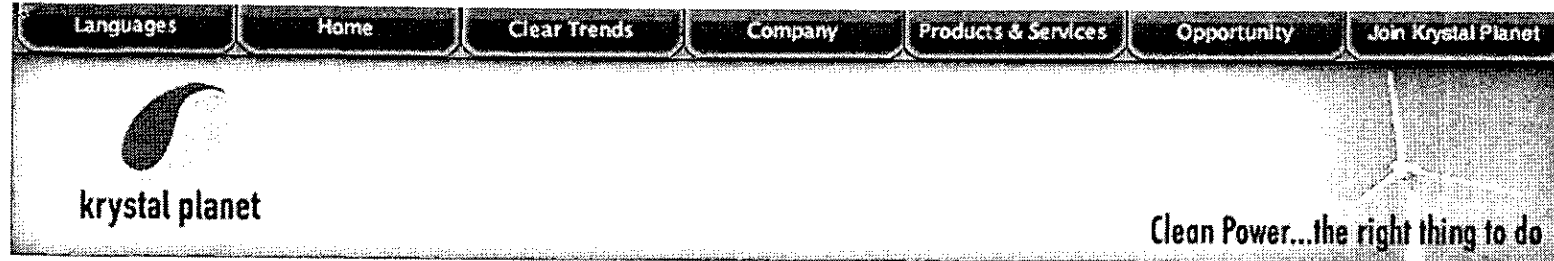 Languages Home Clear Trends Company Products & Services Opportunity Join Krystal Planet
krystal planet
Clean Power...the right thing to do